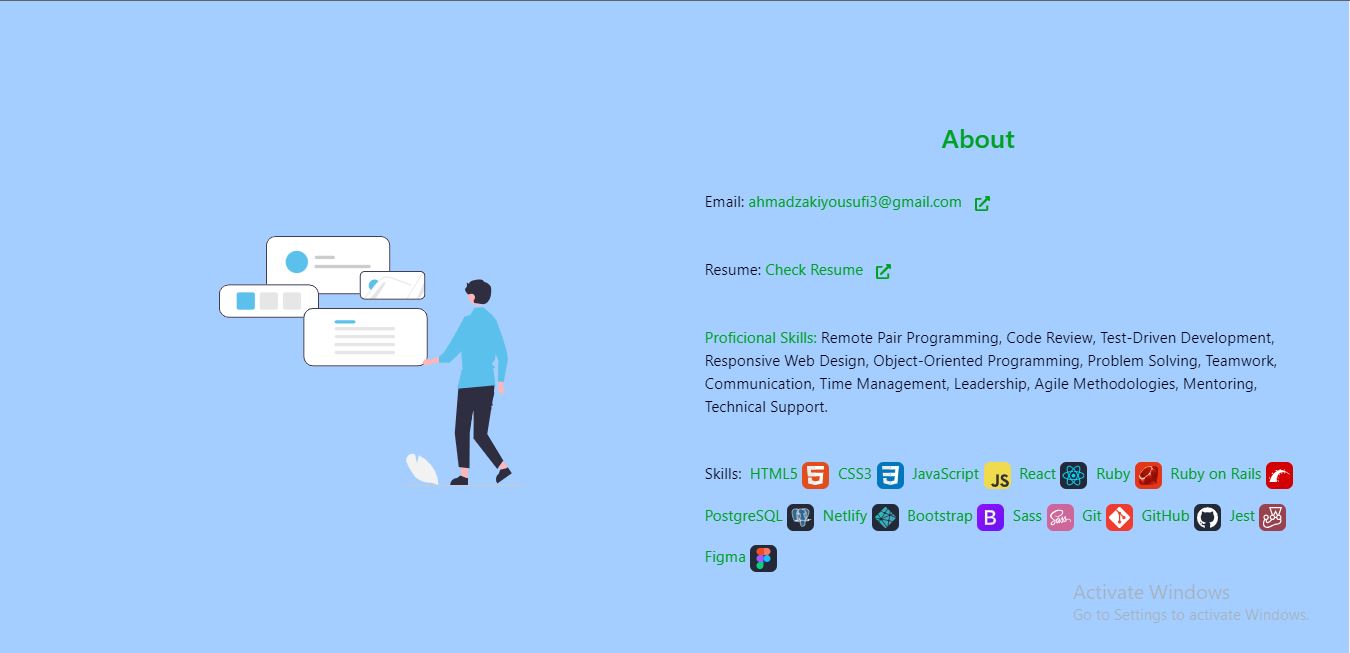 About
Email: ahmadzakiyousufi3@gmail.com
Resume: Check Resume
Proficional Skills: Remote Pair Programming, Code Review, Test-Driven Development,
Responsive Web Design, Object-Oriented Programming, Problem Solving, Teamwork,
Communication, Time Management, Leadership, Agile Methodologies, Mentoring,
Technical Support.
Skills: HTML5 5 CSS3 3 JavaScript JS React Ruby Ruby on Rails
PostgreSQL Netlify Bootstrap B Sass Sass Git GitHub Jest
Figma
Activate Windows
Go to Settings to activate Windows.